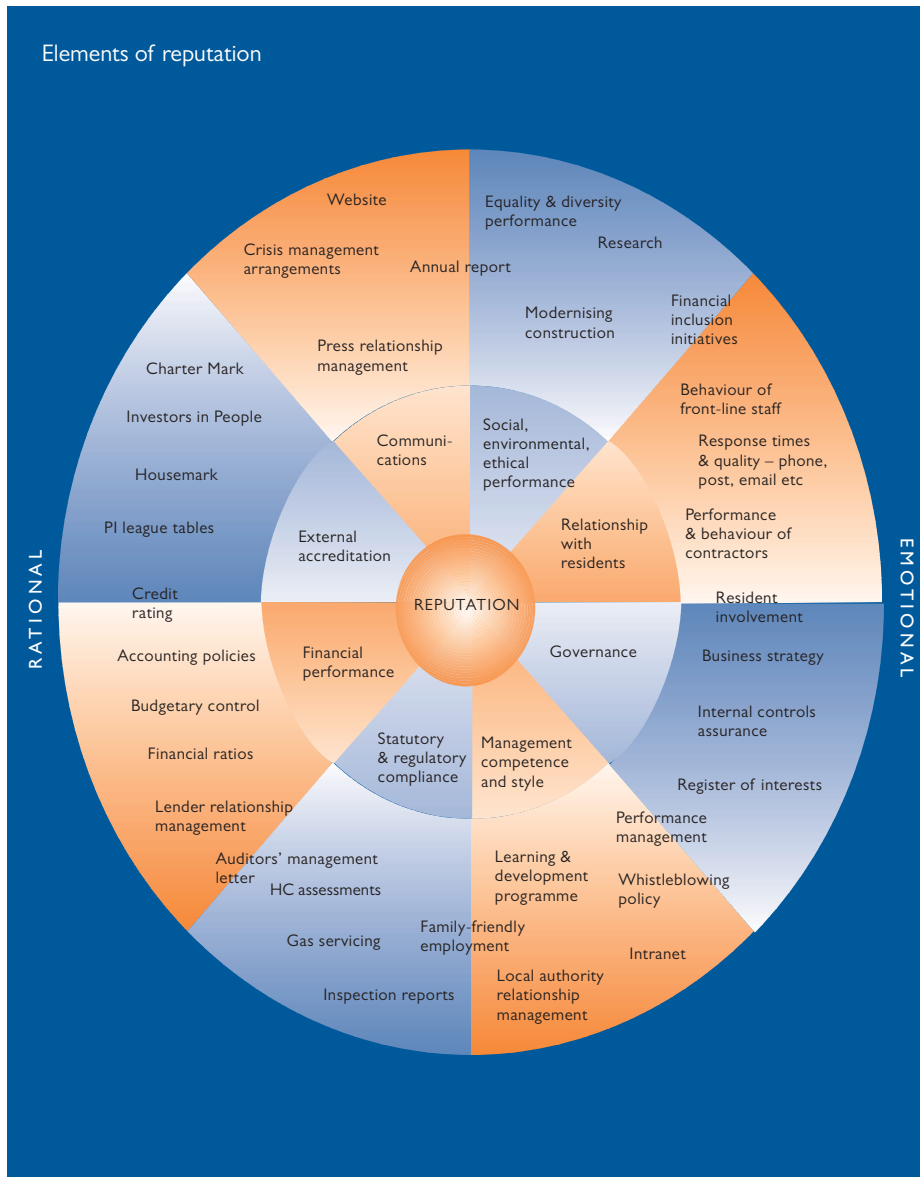 Elements of reputation
Website
Crisis management
arrangements
Annual report
Press relationship
management
Equality & diversity
performance
Research
Modernising
construction
Financial
inclusion
initiatives
Charter Mark
Investors in People
Housemark
PI league tables
Credit
rating
Communi-
cations
Social,
environmental,
ethical
performance
Behaviour of
front-line staff
Response times
& quality – phone,
post, email etc
Performance
& behaviour of
contractors
Resident
involvement
External
accreditation
Relationship
with
residents
RATIONAL
REPUTATION
EMOTIONAL
Financial
performance
Governance
Accounting policies
Budgetary control
Financial ratios
Lender relationship
management
Auditors’ management
letter
Statutory
& regulatory
compliance
Management
competence
and style
Business strategy
Internal controls
assurance
Register of interests
Performance
management
HC assessments
Gas servicing
Inspection reports
Family-friendly
employment
Learning &
development
programme
Whistleblowing
policy
Intranet
Local authority
relationship
management